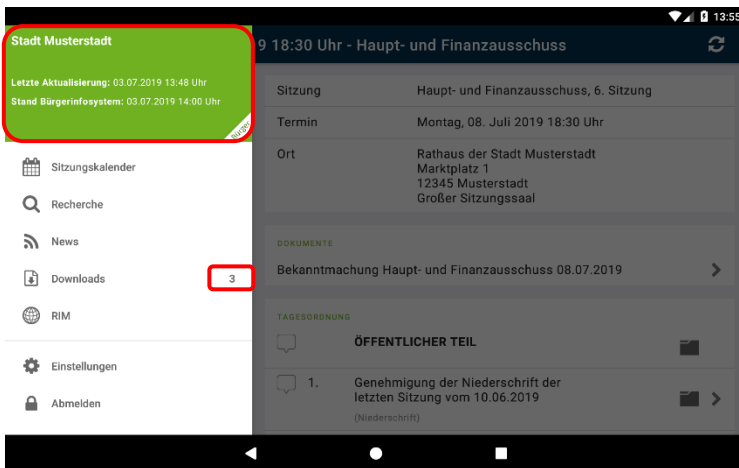 13:55
Stadt Musterstadt
Letzte Aktualisierung: 03.07.2019 13:48 Uhr
Stand Bürgerinfosystem: 03.07.2019 14:00 Uhr
Bürger
Sitzungskalender
Recherche
News
Downloads 3
RIM
Einstellungen
Abmelden
9 18:30 Uhr - Haupt- und Finanzausschuss
Sitzung Haupt- und Finanzausschuss, 6. Sitzung
Termin Montag, 08. Juli 2019 18:30 Uhr
Ort Rathaus der Stadt Musterstadt
Marktplatz 1
12345 Musterstadt
Großer Sitzungssaal
DOKUMENTE
Bekanntmachung Haupt- und Finanzausschuss 08.07.2019
TAGESORDNUNG
ÖFFENTLICHER TEIL
1. Genehmigung der Niederschrift der
letzten Sitzung vom 10.06.2019
(Niederschrift)